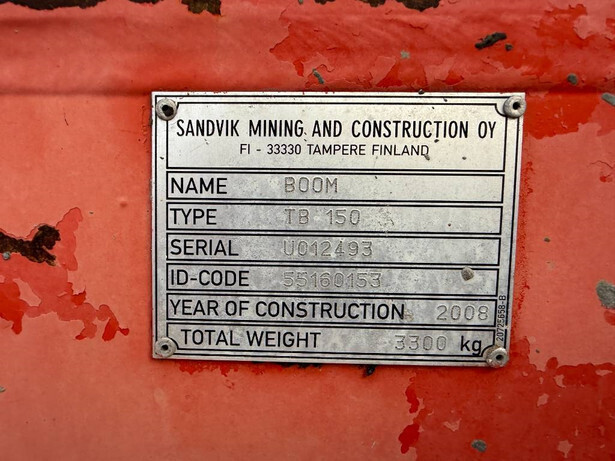 SANDVIK MINING AND CONSTRUCTION OY
FI - 33330 TAMPERE FINLAND
NAME BOOM
TYPE TB 150
SERIAL U012493
ID-CODE 55160153
YEAR OF CONSTRUCTION 2008
TOTAL WEIGHT 3300 kg
20725658-B